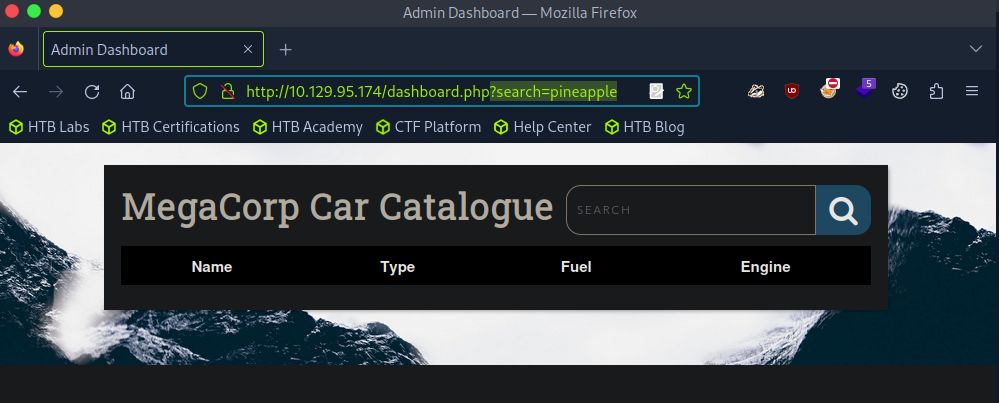 Admin Dashboard — Mozilla Firefox
Admin Dashboard
http://10.129.95.174/dashboard.php?search=pineapple
5
HTB Labs HTB Certifications HTB Academy CTF Platform Help Center HTB Blog
MegaCorp Car Catalogue SEARCH
Name Type Fuel Engine